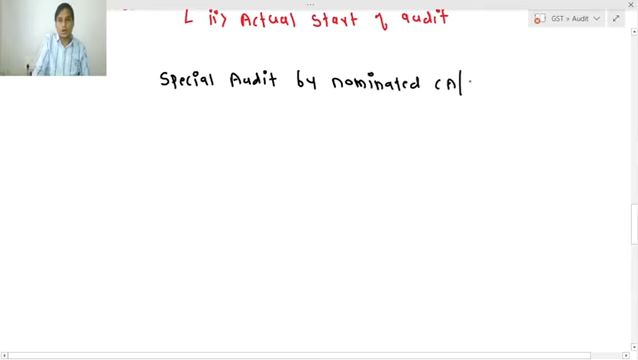 GST > Audit
L ii> Actual Start of audit
Special Audit by nominated CA|